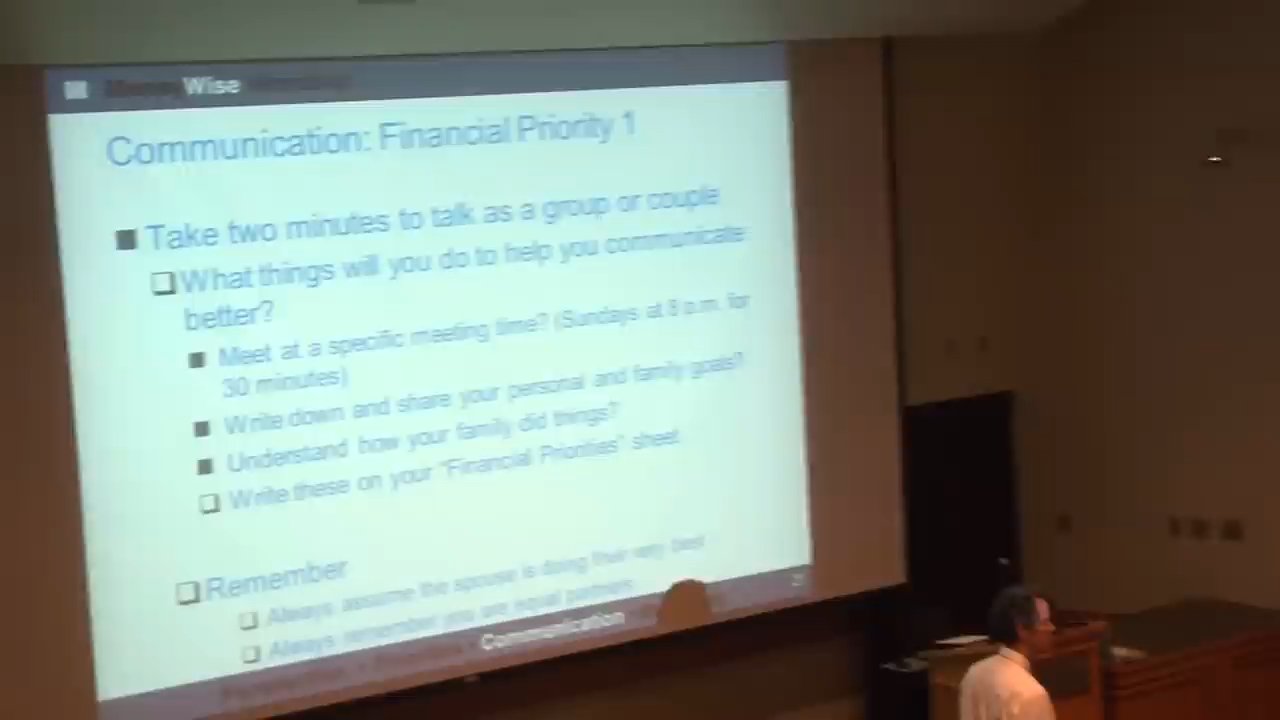 Wise
Communication: Financial Priority 1
Take two minutes to talk as a group or couple
What things will you do to help you communicate
better?
Meet at a specific meeting time? (Sundays at 8 p.m. for
30 minutes)
Write down and share your personal and family goals?
Understand how your family did things?
Write these on your "Financial Priorities" sheet
Remember
Always assume the spouse is doing their very best
Always remember you are equal partners
Communication